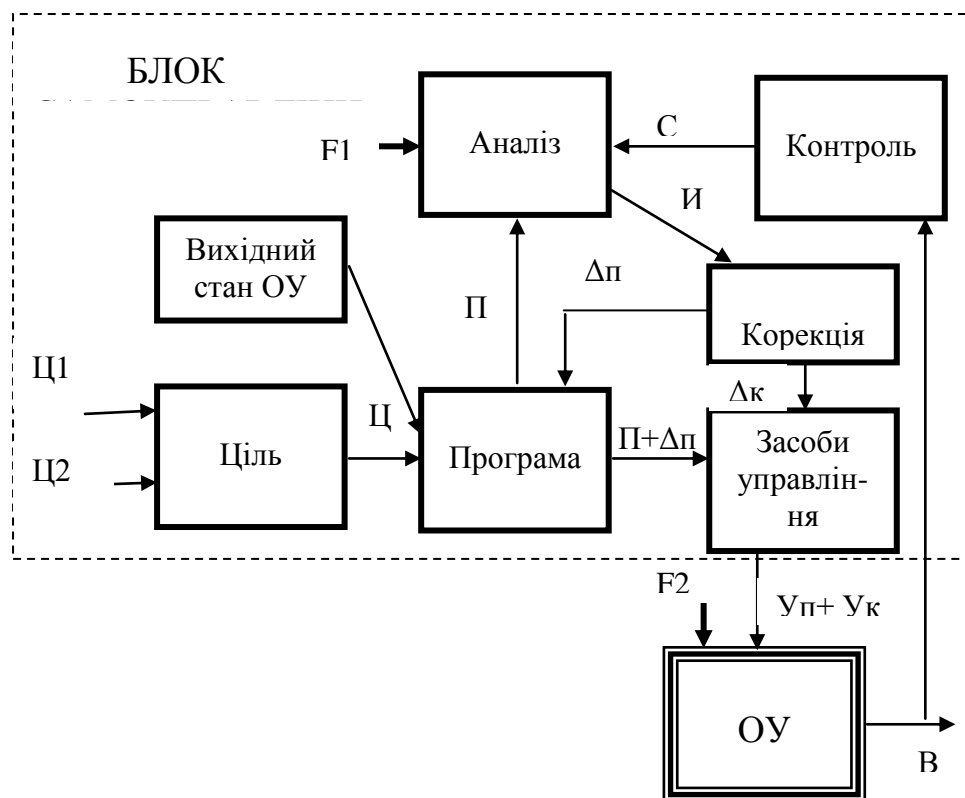 БЛОК
F1
Аналіз
С
Контроль
И
Вихідний
стан ОУ
П
Δп
Корекція
Ц1
Ц2
Ціль
Ц
Програма
П+Δп
Δк
Засоби
управлін-
ня
F2
Уп+ Ук
ОУ
В